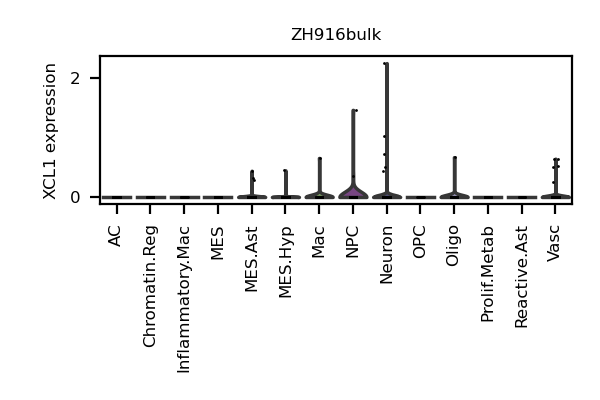 ZH916bulk
XCL1 expression
2
0
AC
Chromatin.Reg
Inflammatory.Mac
MES
MES.Ast
MES.Hyp
Mac
NPC
Neuron
OPC
Oligo
Prolif.Metab
Reactive.Ast
Vasc